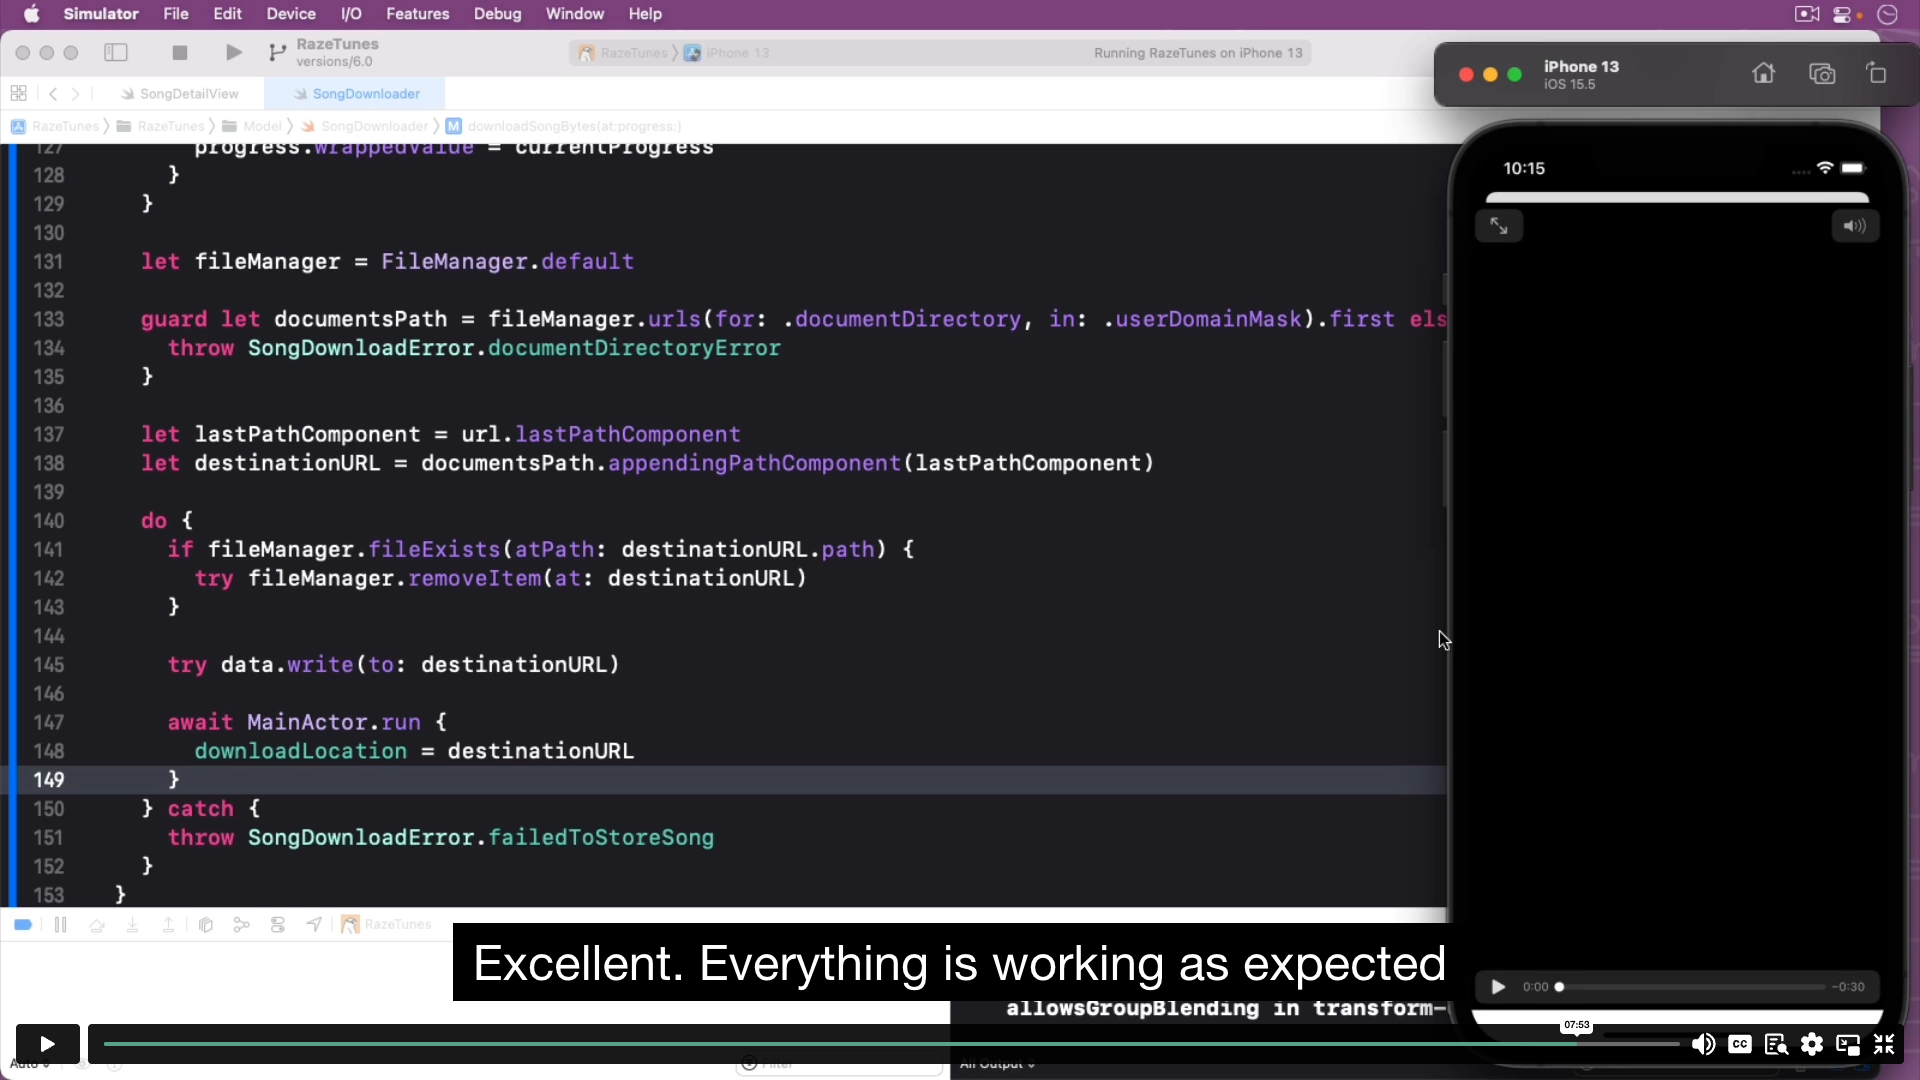 Simulator File Edit Device I/O Features Debug Window Help
RazeTunes
versions/6.0
RazeTunes iPhone 13
Running RazeTunes on iPhone 13
iPhone 13
iOS 15.5
SongDetailView
SongDownloader
RazeTunes RazeTunes Model SongDownloader M downloadSongBytes(at:progress:)
10:15
127 progress.wrappedValue = currentProgress
128 }
129 }
130
131 let fileManager = FileManager.default
132
133 guard let documentsPath = fileManager.urls(for: .documentDirectory, in: .userDomainMask).first els
134 throw SongDownloadError.documentDirectoryError
135 }
136
137 let lastPathComponent = url.lastPathComponent
138 let destinationURL = documentsPath.appendingPathComponent(lastPathComponent)
139
140 do {
141 if fileManager.fileExists(atPath: destinationURL.path) {
142 try fileManager.removeItem(at: destinationURL)
143 }
144
145 try data.write(to: destinationURL)
146
147 await MainActor.run {
148 downloadLocation = destinationURL
149 }
150 } catch {
151 throw SongDownloadError.failedToStoreSong
152 }
153 }
RazeTunes
Excellent. Everything is working as expected
0:00 -0:30
allowsGroupBlending in transform-
07:53
CC
Auto
Filter
All Output